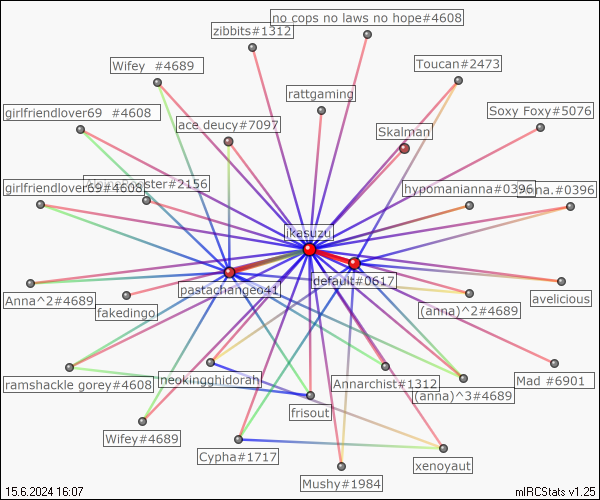 no cops no laws no hope#4608
zibbits#1312
Wifey #4689
Toucan#2473
rattgaming
girlfriendlover69 #4608
Soxy Foxy#5076
ace deucy#7097
Skalman
#2156
girlfriendlover69#4608
hypomanianna#0396
.#0396
ikasuzu
pastachangeo41
default#0617
Anna^2#4689
fakedingo
(anna)^2#4689
avelicious
ramshackle gorey#4608
neokingghidorah
Annarchist#1312
Mad #6901
(anna)^3#4689
frisout
Wifey#4689
Cypha#1717
xenoyaut
Mushy#1984
15.6.2024 16:07
mIRCStats v1.25